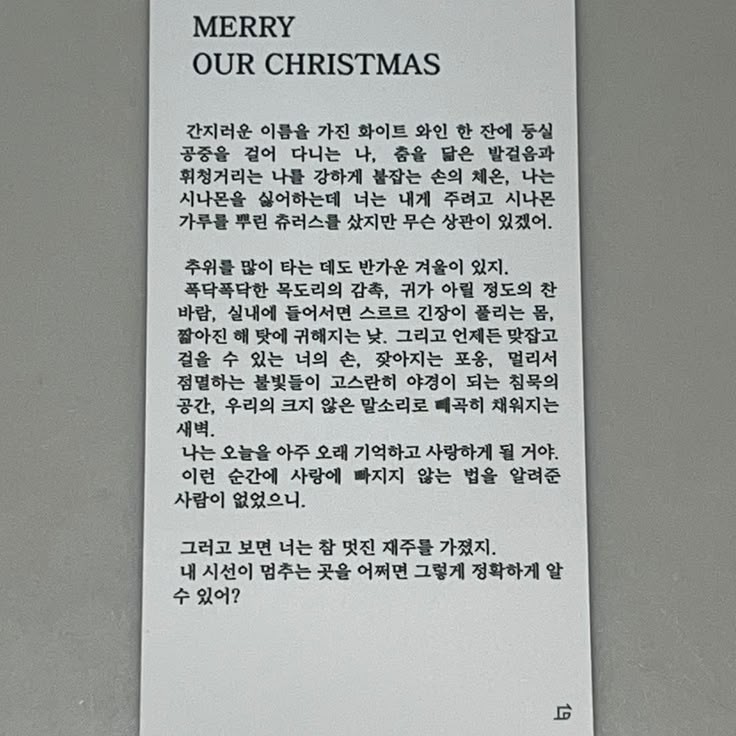 MERRY
OUR CHRISTMAS
간지러운 이름을 가진 화이트 와인 한 잔에 둥실
공중을 걸어 다니는 나, 춤을 닮은 발걸음과
휘청거리는 나를 강하게 붙잡는 손의 체온, 나는
시나몬을 싫어하는데 너는 내게 주려고 시나몬
가루를 뿌린 츄러스를 샀지만 무슨 상관이 있겠어.
추위를 많이 타는 데도 반가운 겨울이 있지.
폭닥폭닥한 목도리의 감촉, 귀가 아릴 정도의 찬
바람, 실내에 들어서면 스르르 긴장이 풀리는 몸,
짧아진 해 탓에 귀해지는 낮. 그리고 언제든 맞잡고
걸을 수 있는 너의 손, 잦아지는 포옹, 멀리서
점멸하는 불빛들이 고스란히 야경이 되는 침묵의
공간, 우리의 크지 않은 말소리로 빼곡히 채워지는
새벽.
나는 오늘을 아주 오래 기억하고 사랑하게 될 거야.
이런 순간에 사랑에 빠지지 않는 법을 알려준
사람이 없었으니.
그러고 보면 너는 참 멋진 재주를 가졌지.
내 시선이 멈추는 곳을 어쩌면 그렇게 정확하게 알
수 있어?